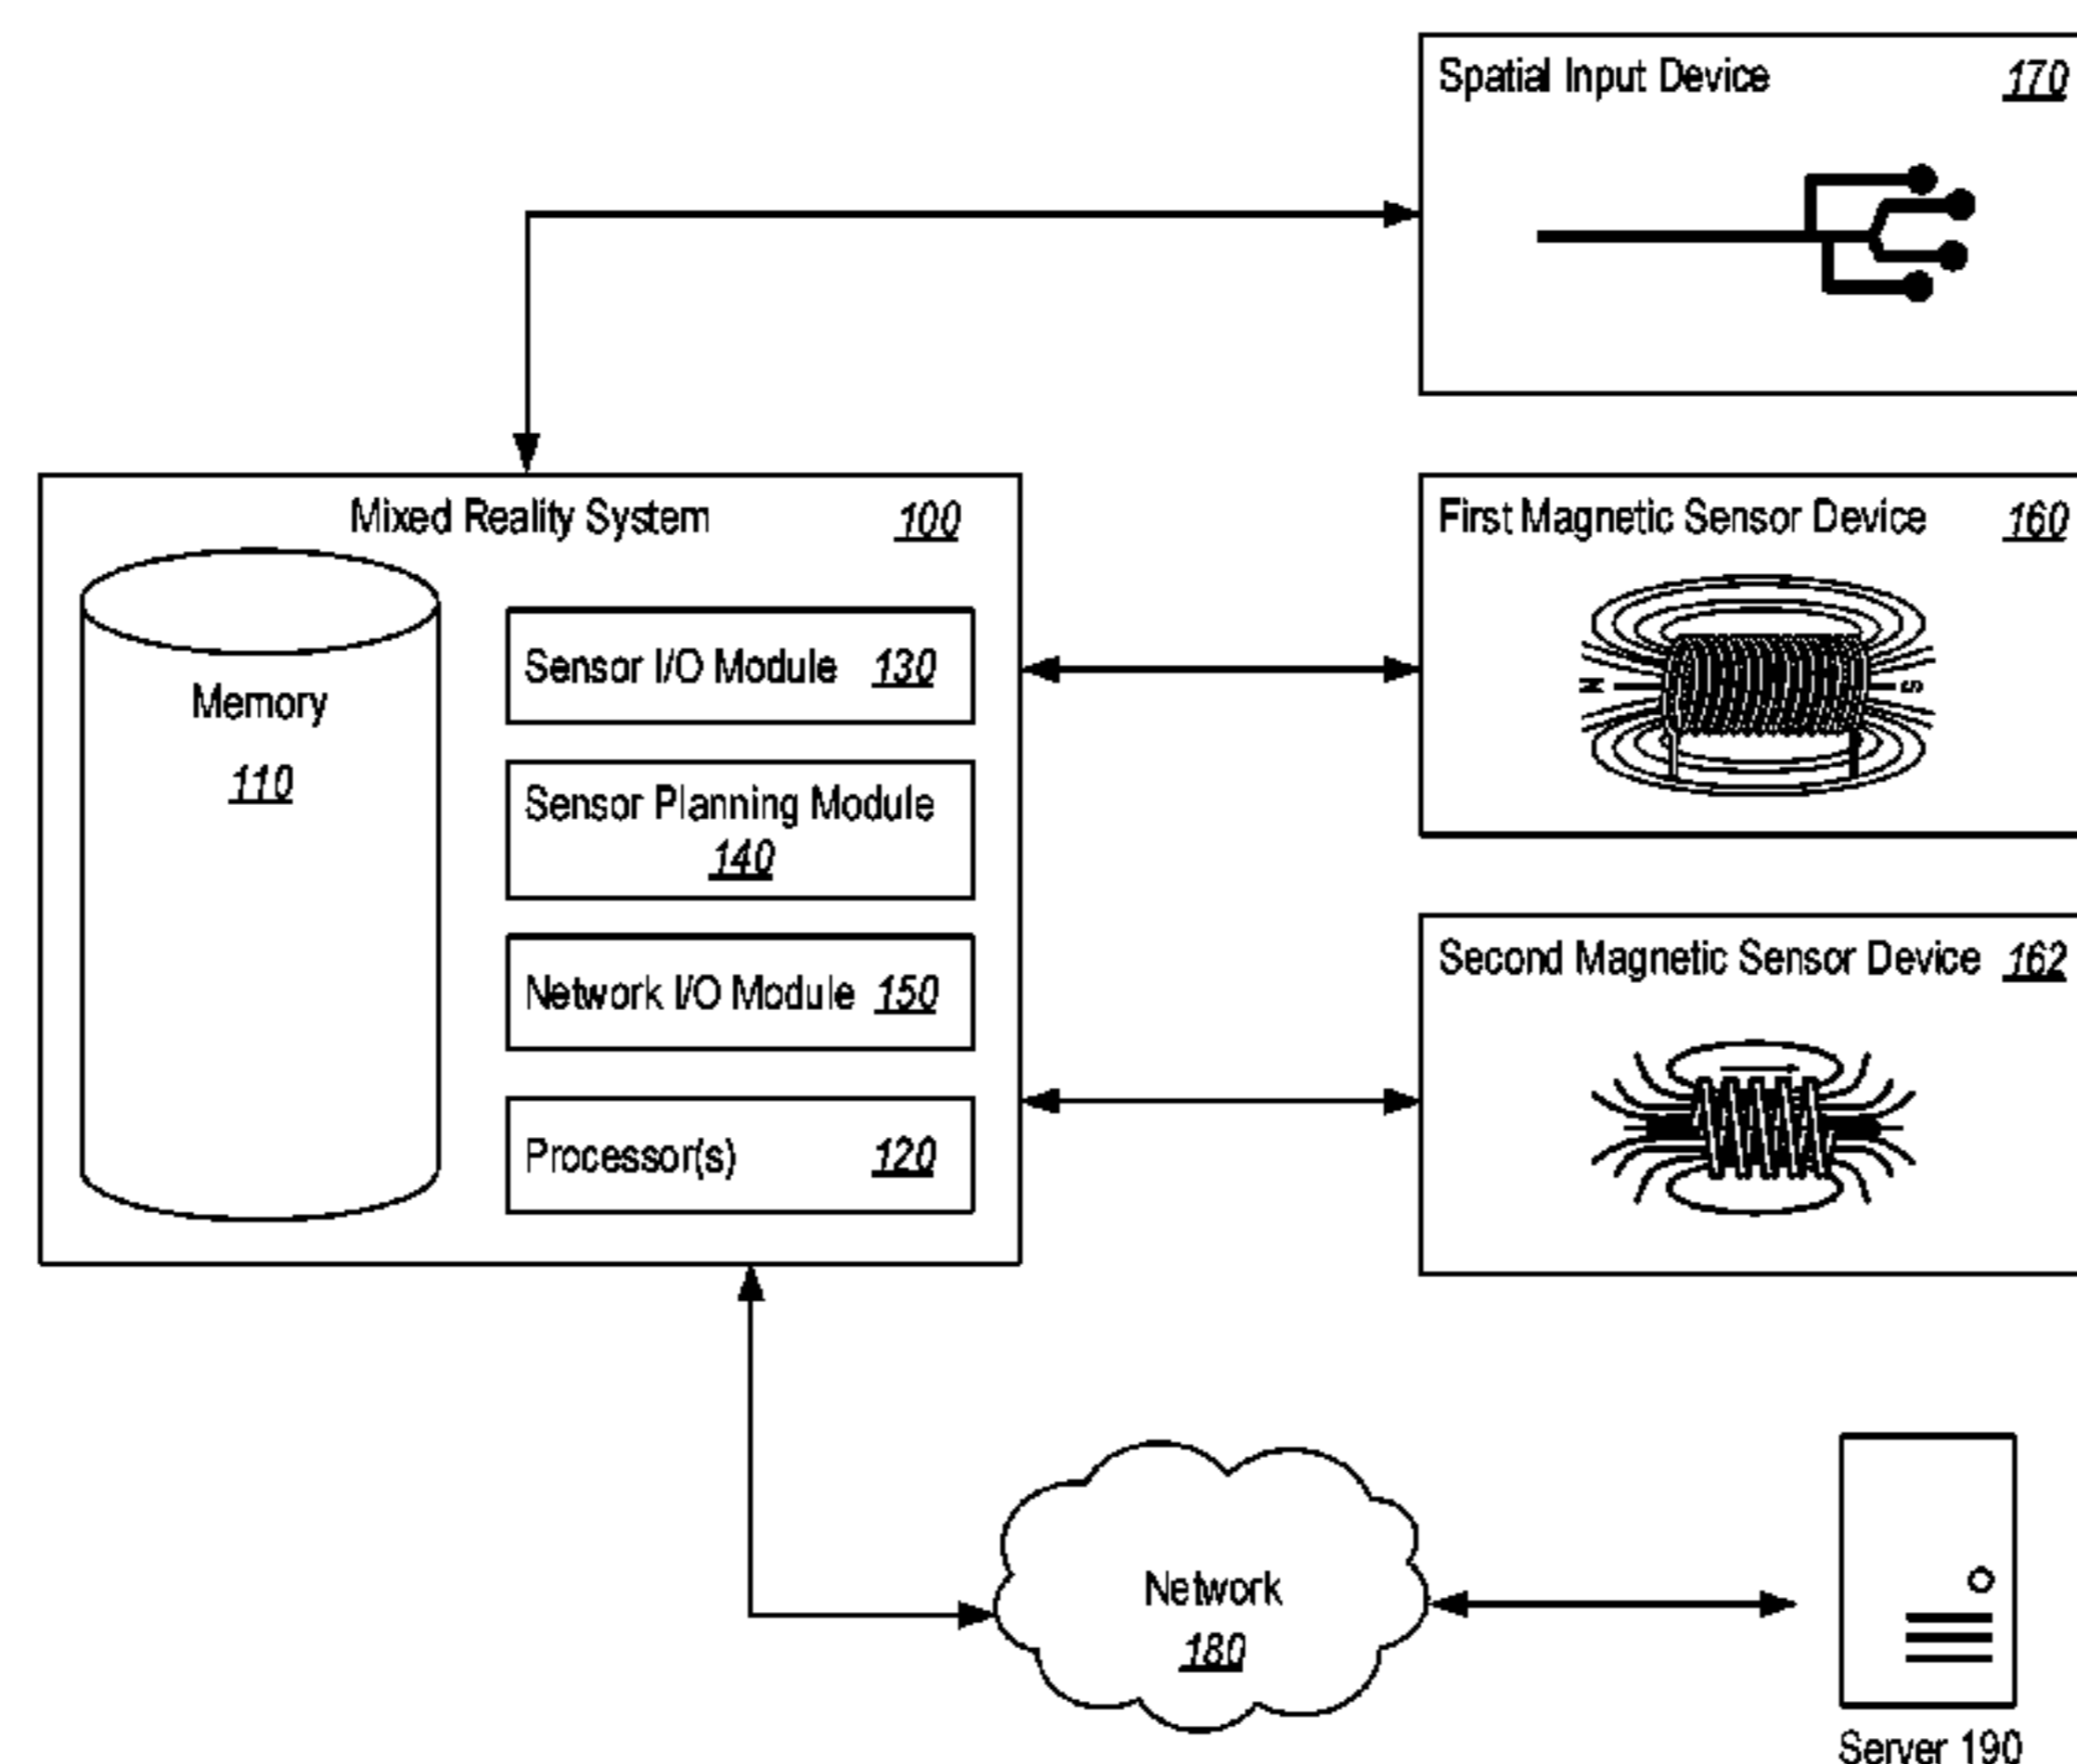 Spatial Input Device 170
Mixed Reality System 100
Memory
110
Sensor I/O Module 130
Sensor Planning Module
140
Network I/O Module 150
Processor(s) 120
First Magnetic Sensor Device 160
N S
Second Magnetic Sensor Device 162
Network
180
Server 190